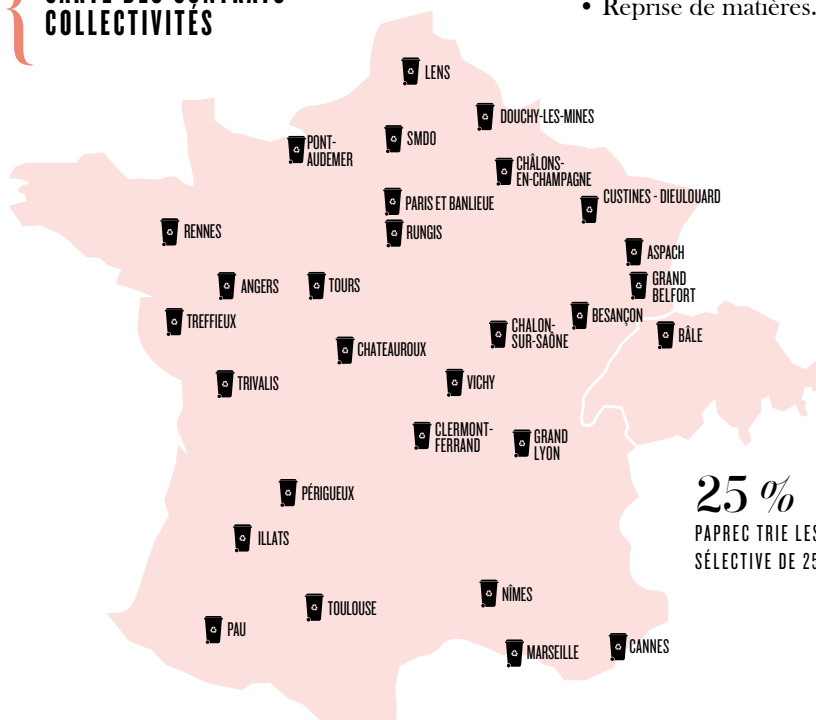 CARTE DES CONTRATS
COLLECTIVITÉS
• Reprise de matières.
LENS
DOUCHY-LES-MINES
SMDO
PONT-
AUDEMER
CHÂLONS-
EN-CHAMPAGNE
CUSTINES - DIEULOUARD
PARIS ET BANLIEUE
RENNES
RUNGIS
ASPACH
ANGERS
TOURS
GRAND
BELFORT
TREFFIEUX
CHALON-
SUR-SAÔNE
BESANÇON
BÂLE
CHATEAUROUX
TRIVALIS
VICHY
CLERMONT-
FERRAND
GRAND
LYON
PÉRIGUEUX
25 %
PAPREC TRIE LES
SÉLECTIVE DE 25
ILLATS
NÎMES
TOULOUSE
PAU
MARSEILLE
CANNES